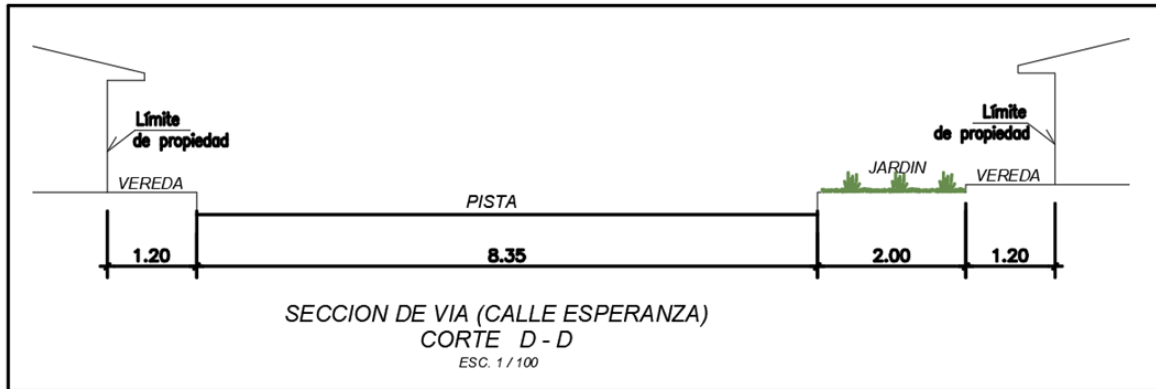 Límite
de propiedad
Límite
de propiedad
VEREDA
JARDIN
VEREDA
PISTA
1.20
8.35
2.00
1.20
SECCION DE VIA (CALLE ESPERANZA)
CORTE D - D
ESC. 1 / 100